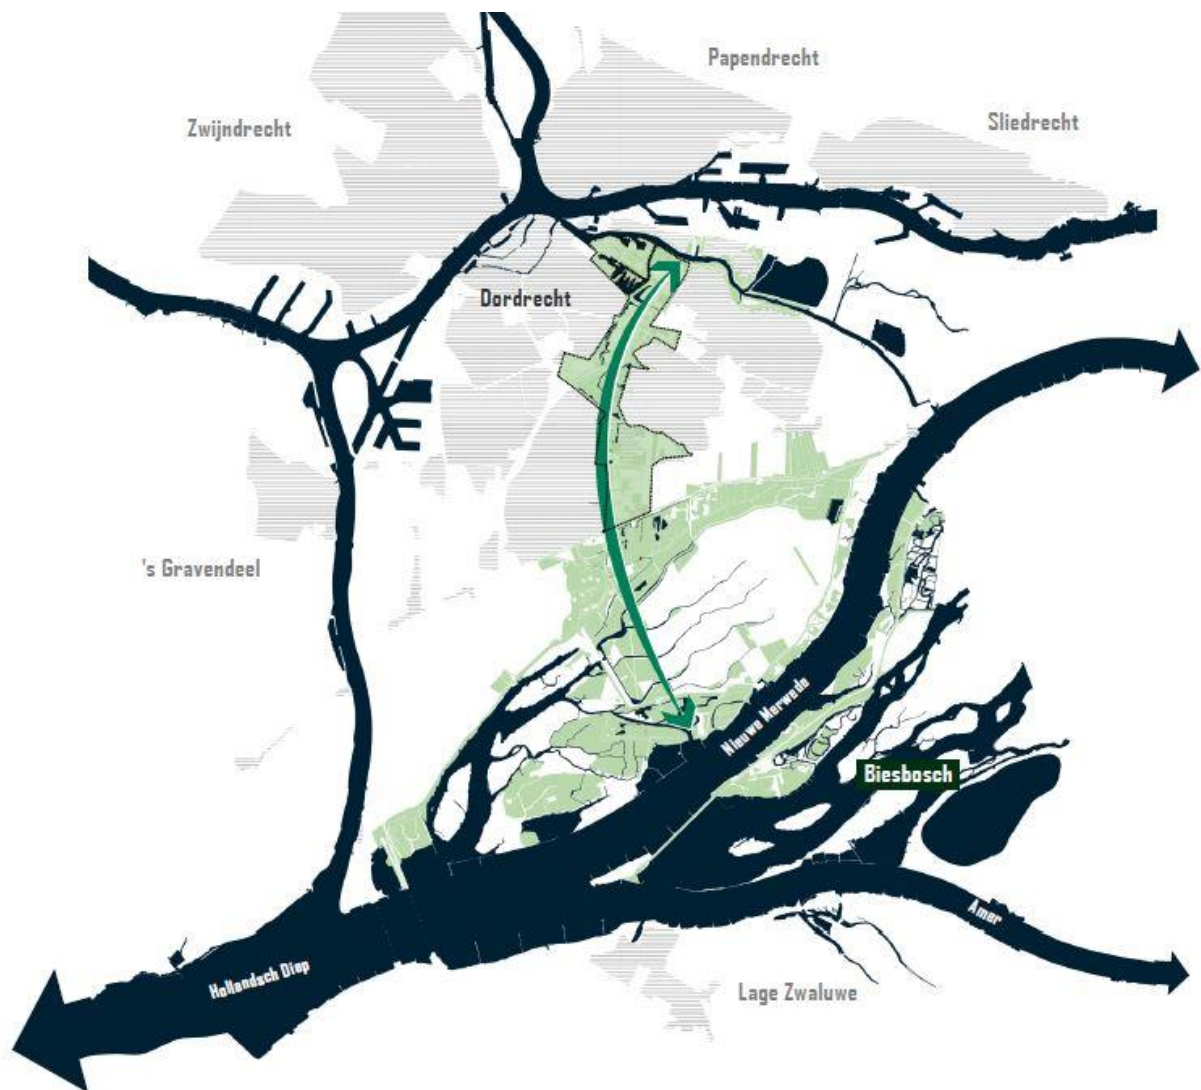 Papendrecht
Sliedrecht
Zwijndrecht
Dordrecht
's Gravendeel
Nieuwe Merwede
Biesbosch
Amer
Hollandsch Diep
Lage Zwaluwe